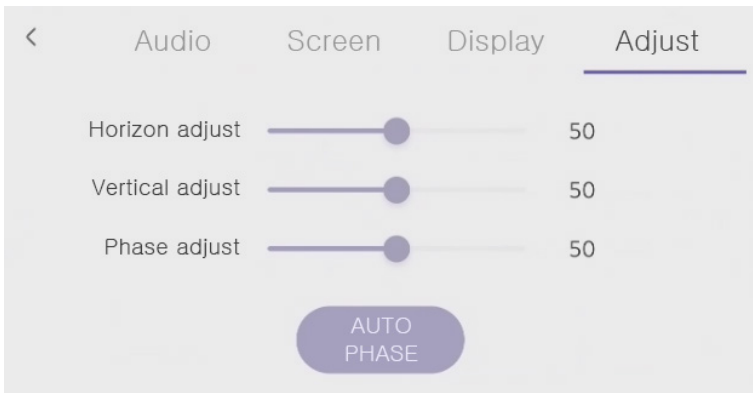 Audio Screen Display Adjust
Horizon adjust 50
Vertical adjust 50
Phase adjust 50
AUTO
PHASE